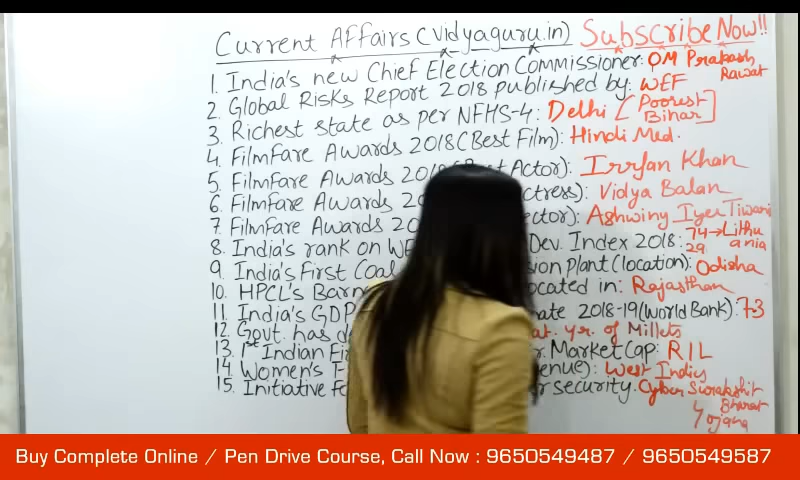 Current Affairs (vidyaguru.in) Subscribe Now!!
1. India's new Chief Election Commissioner: OM Prakash Rawat
2. Global Risks Report 2018 published by: WEF
3. Richest state as per NFHS-4: Delhi [Poorest Bihar]
4. Filmfare Awards 2018 (Best Film): Hindi Med.
5. Filmfare Awards 20 Actor): Irrfan Khan
6. Filmfare Awards 20 ctress): Vidya Balan
7. Filmfare Awards 20 ector): Ashwiny Iyer Tiwari
8. India's rank on WE Dev. Index 2018: 74→Lithuania 29
9. India's First Coal sion plant (location): Odisha
10. HPCL's Barm ocated in: Rajasthan
11. India's GDP mate 2018-19 (World Bank): 7.3
12. Govt. has d at. yr. of Millets
13. 1st Indian Fi r. Market Cap: RIL
14. Women's T- enue): West Indies
15. Initiative fo r security. Cyber Surakshit Bharat Yojana
Buy Complete Online / Pen Drive Course, Call Now : 9650549487 / 9650549587